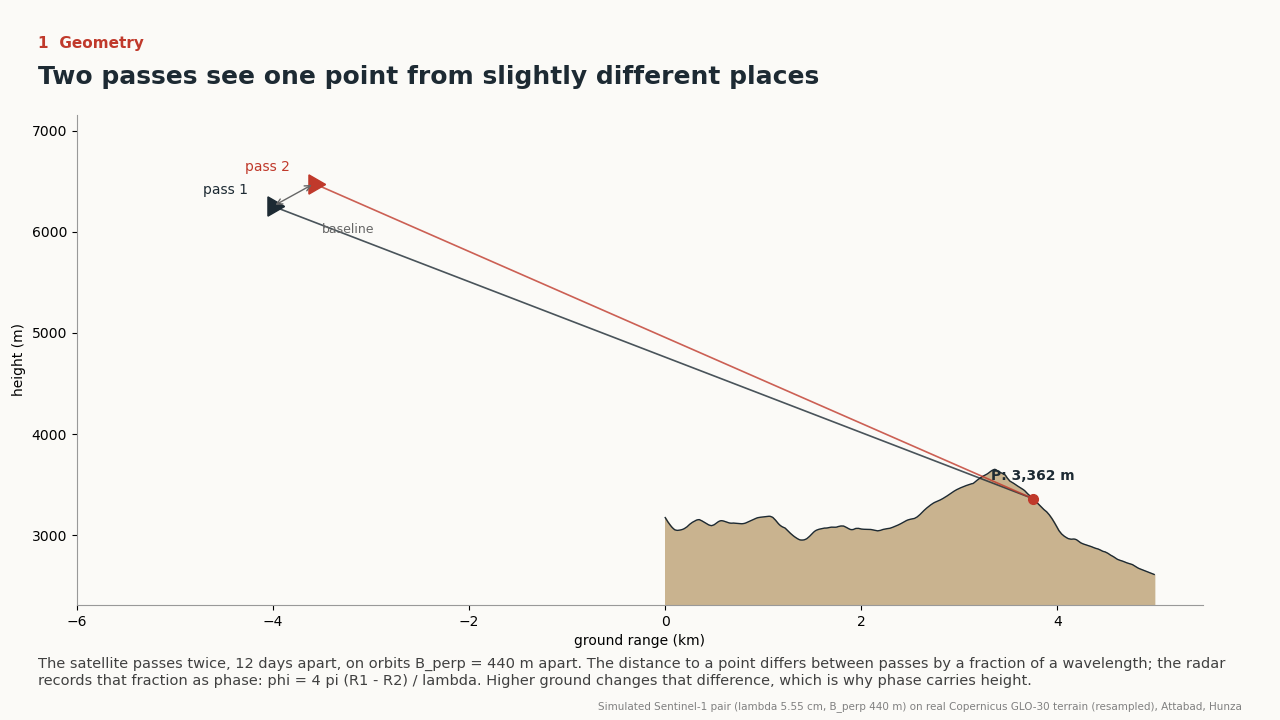 1 Geometry
Two passes see one point from slightly different places
7000
6000
5000
4000
3000
height (m)
pass 2
pass 1
baseline
P: 3,362 m
−6
−4
−2
0
2
4
ground range (km)
The satellite passes twice, 12 days apart, on orbits B_perp = 440 m apart. The distance to a point differs between passes by a fraction of a wavelength; the radar
records that fraction as phase: phi = 4 pi (R1 - R2) / lambda. Higher ground changes that difference, which is why phase carries height.
Simulated Sentinel-1 pair (lambda 5.55 cm, B_perp 440 m) on real Copernicus GLO-30 terrain (resampled), Attabad, Hunza